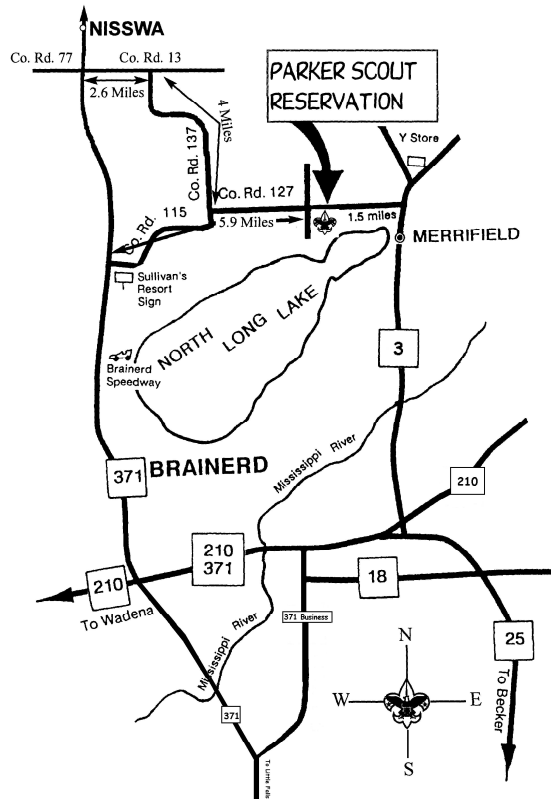 NISSWA
Co. Rd. 77
Co. Rd. 13
2.6 Miles
4 Miles
PARKER SCOUT
RESERVATION
Y Store
Co. Rd. 137
Co. Rd. 127
Co. Rd. 115
5.9 Miles
1.5 miles
MERRIFIELD
Sullivan's
Resort
Sign
NORTH LONG LAKE
Brainerd
Speedway
3
371
BRAINERD
Mississippi River
210
210
371
210
To Wadena
18
371 Business
Mississippi River
25
To Becker
371
To Little Falls
N
W
E
S